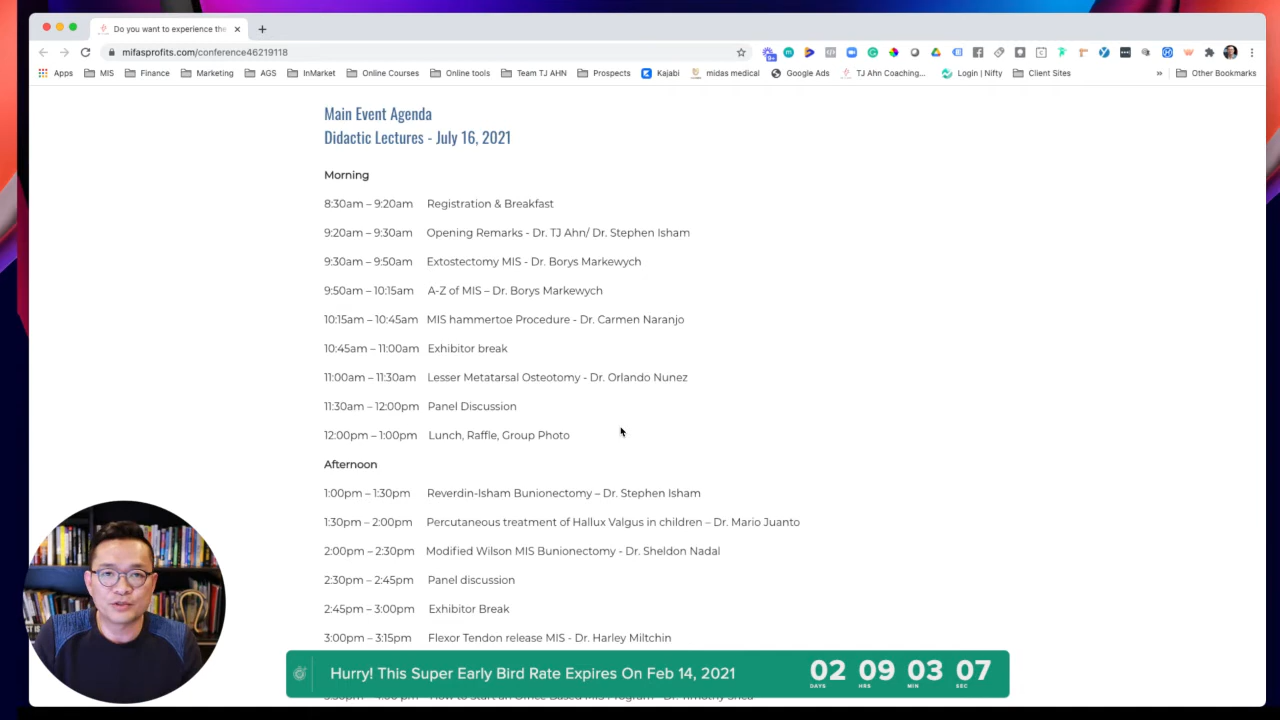 Do you want to experience the
mifasprofits.com/conference46219118
Apps MIS Finance Marketing AGS InMarket Online Courses Online tools Team TJ AHN Prospects Kajabi midas medical Google Ads TJ Ahn Coaching... Login | Nifty Client Sites » Other Bookmarks
Main Event Agenda
Didactic Lectures - July 16, 2021
Morning
8:30am – 9:20am Registration & Breakfast
9:20am – 9:30am Opening Remarks - Dr. TJ Ahn/ Dr. Stephen Isham
9:30am – 9:50am Extostectomy MIS - Dr. Borys Markewych
9:50am – 10:15am A-Z of MIS – Dr. Borys Markewych
10:15am – 10:45am MIS hammertoe Procedure - Dr. Carmen Naranjo
10:45am – 11:00am Exhibitor break
11:00am – 11:30am Lesser Metatarsal Osteotomy - Dr. Orlando Nunez
11:30am – 12:00pm Panel Discussion
12:00pm – 1:00pm Lunch, Raffle, Group Photo
Afternoon
1:00pm – 1:30pm Reverdin-Isham Bunionectomy – Dr. Stephen Isham
1:30pm – 2:00pm Percutaneous treatment of Hallux Valgus in children – Dr. Mario Juanto
2:00pm – 2:30pm Modified Wilson MIS Bunionectomy - Dr. Sheldon Nadal
2:30pm – 2:45pm Panel discussion
2:45pm – 3:00pm Exhibitor Break
3:00pm – 3:15pm Flexor Tendon release MIS - Dr. Harley Miltchin
Hurry! This Super Early Bird Rate Expires On Feb 14, 2021
02 09 03 07
DAYS HRS MIN SEC